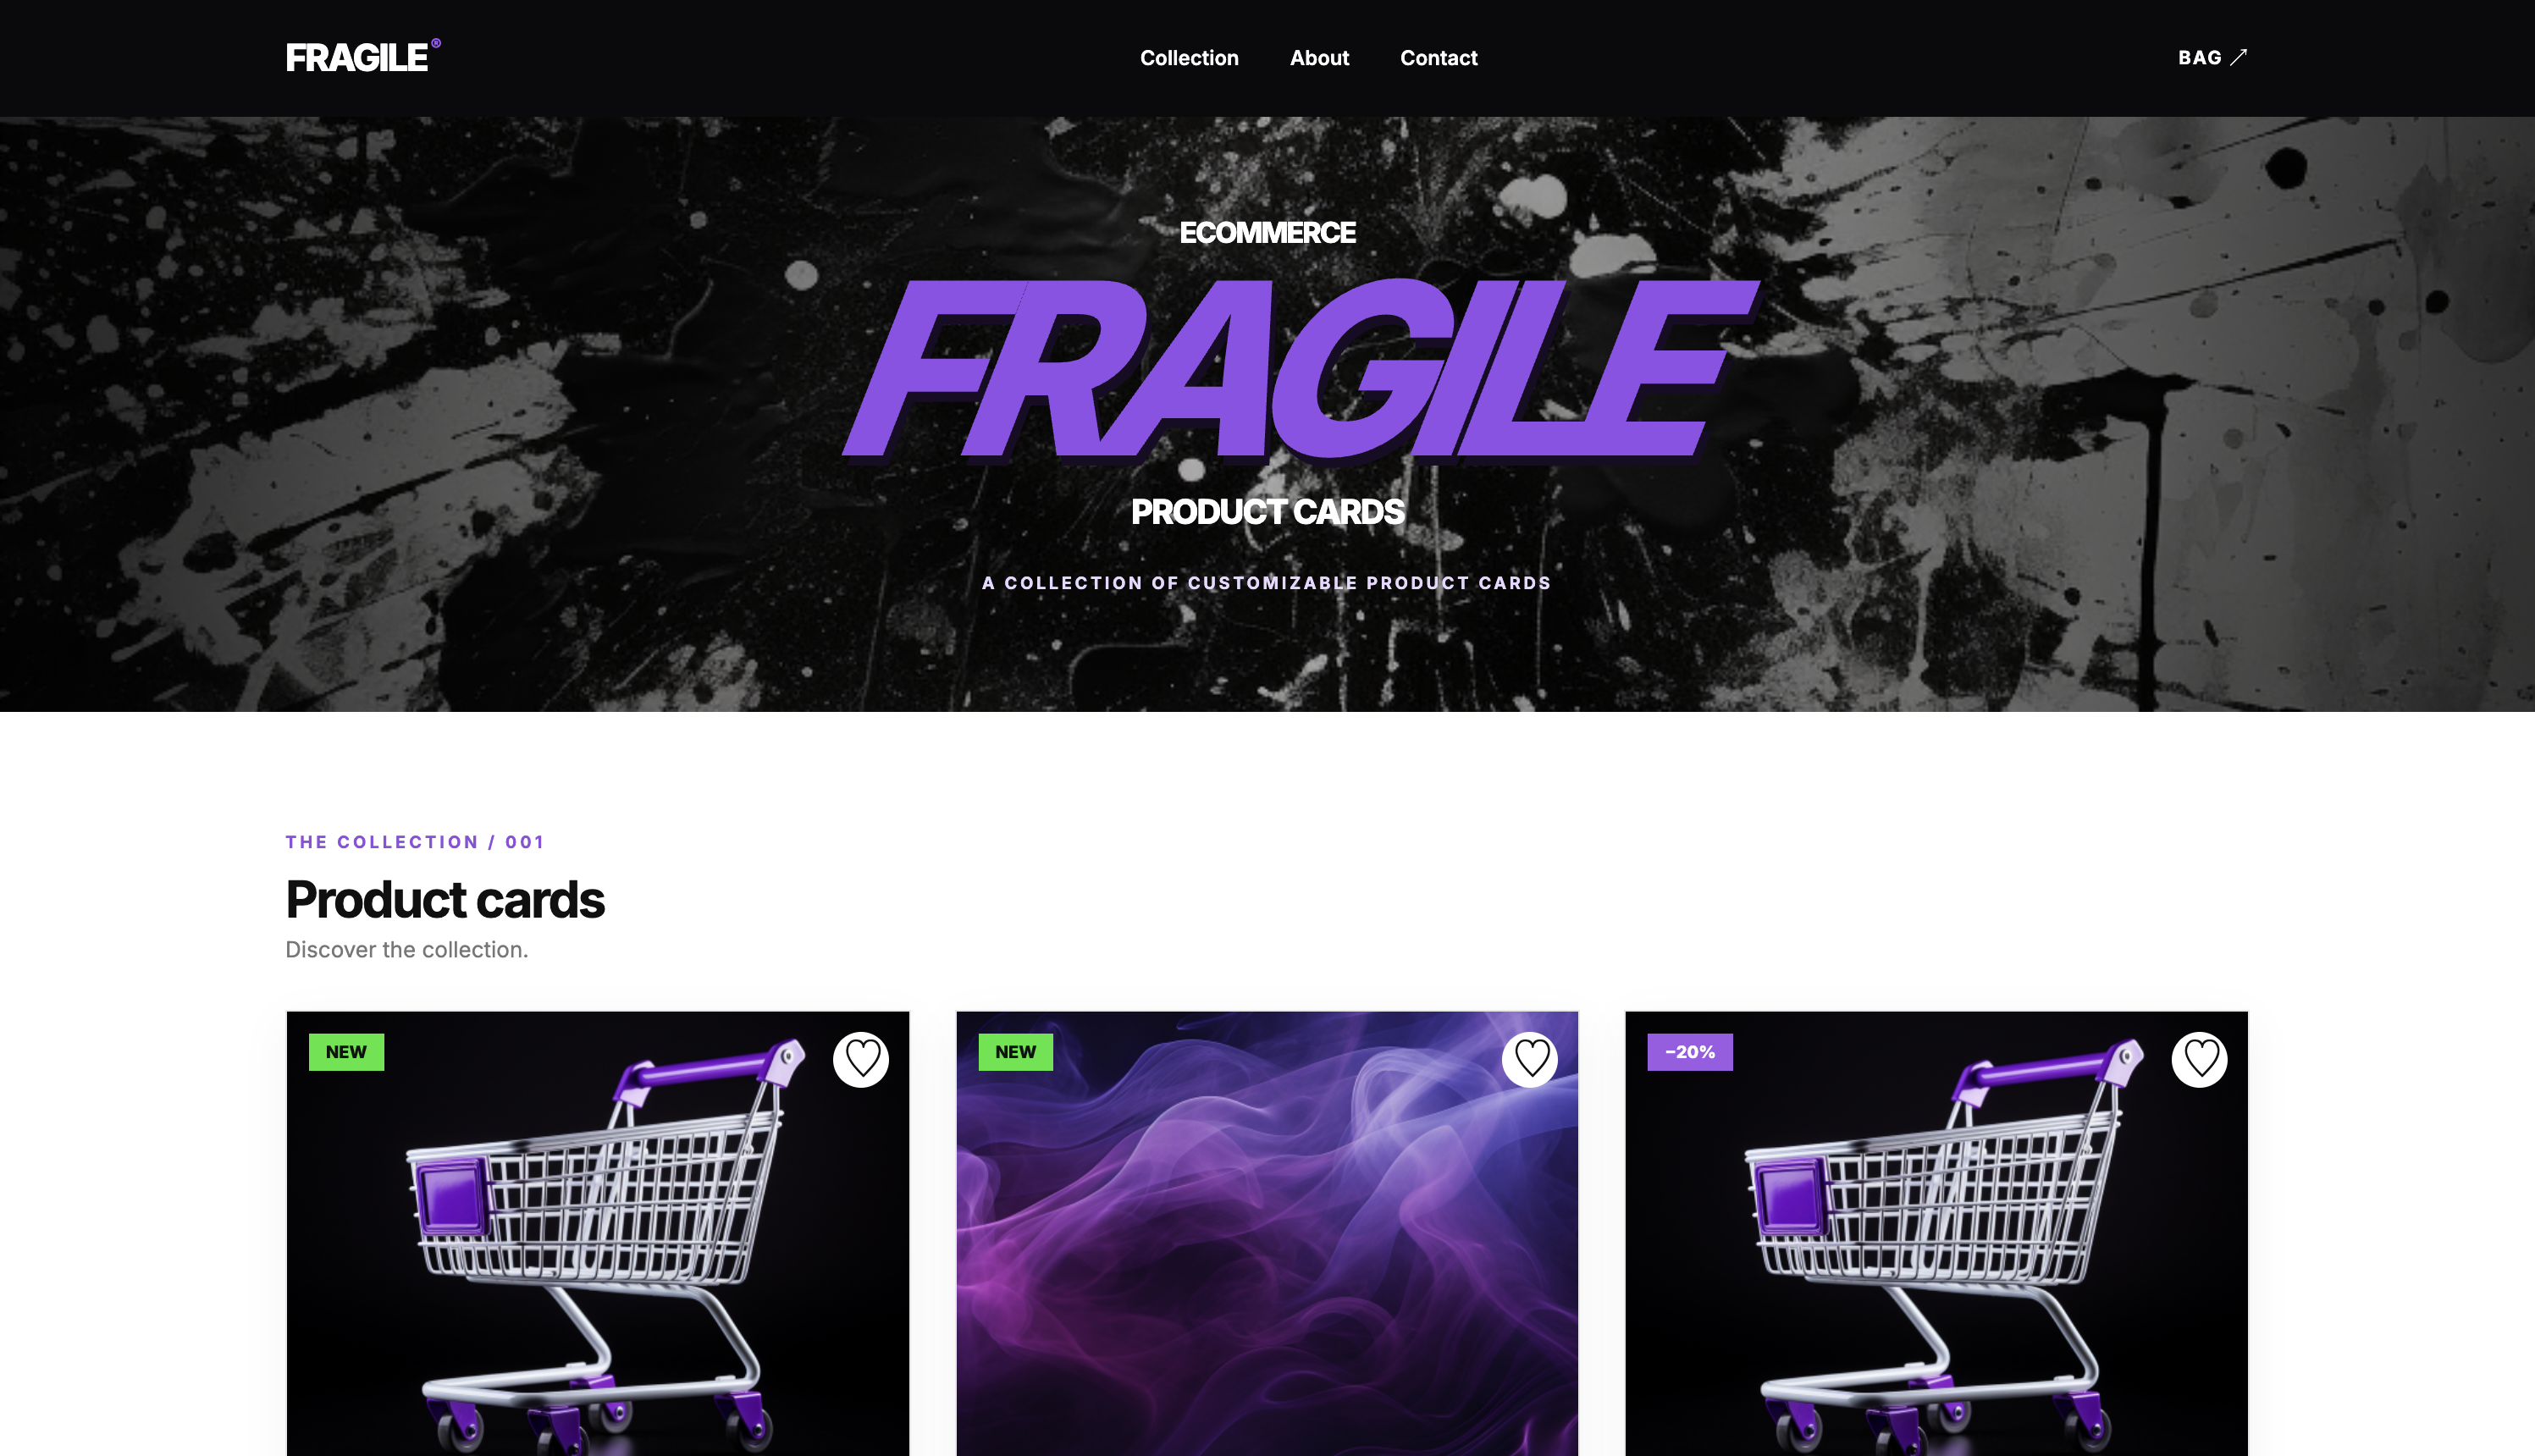 FRAGILE®
Collection About Contact
BAG ↗
ECOMMERCE
FRAGILE
PRODUCT CARDS
A COLLECTION OF CUSTOMIZABLE PRODUCT CARDS
THE COLLECTION / 001
Product cards
Discover the collection.
NEW
NEW
−20%